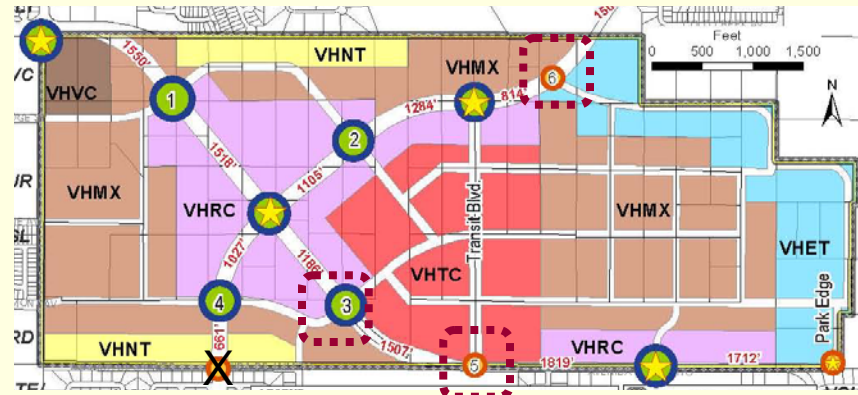 Feet
0 500 1,000 1,500
N
VHVC
VHNT
VHMX
1550'
1
1284'
814'
6
2
1518'
1105'
VHMX
VHRC
Transit Blvd.
VHMX
VHET
1027'
1186'
VHTC
4
3
Park Edge
661'
VHNT
1507'
VHRC
X
5
1819'
1712'